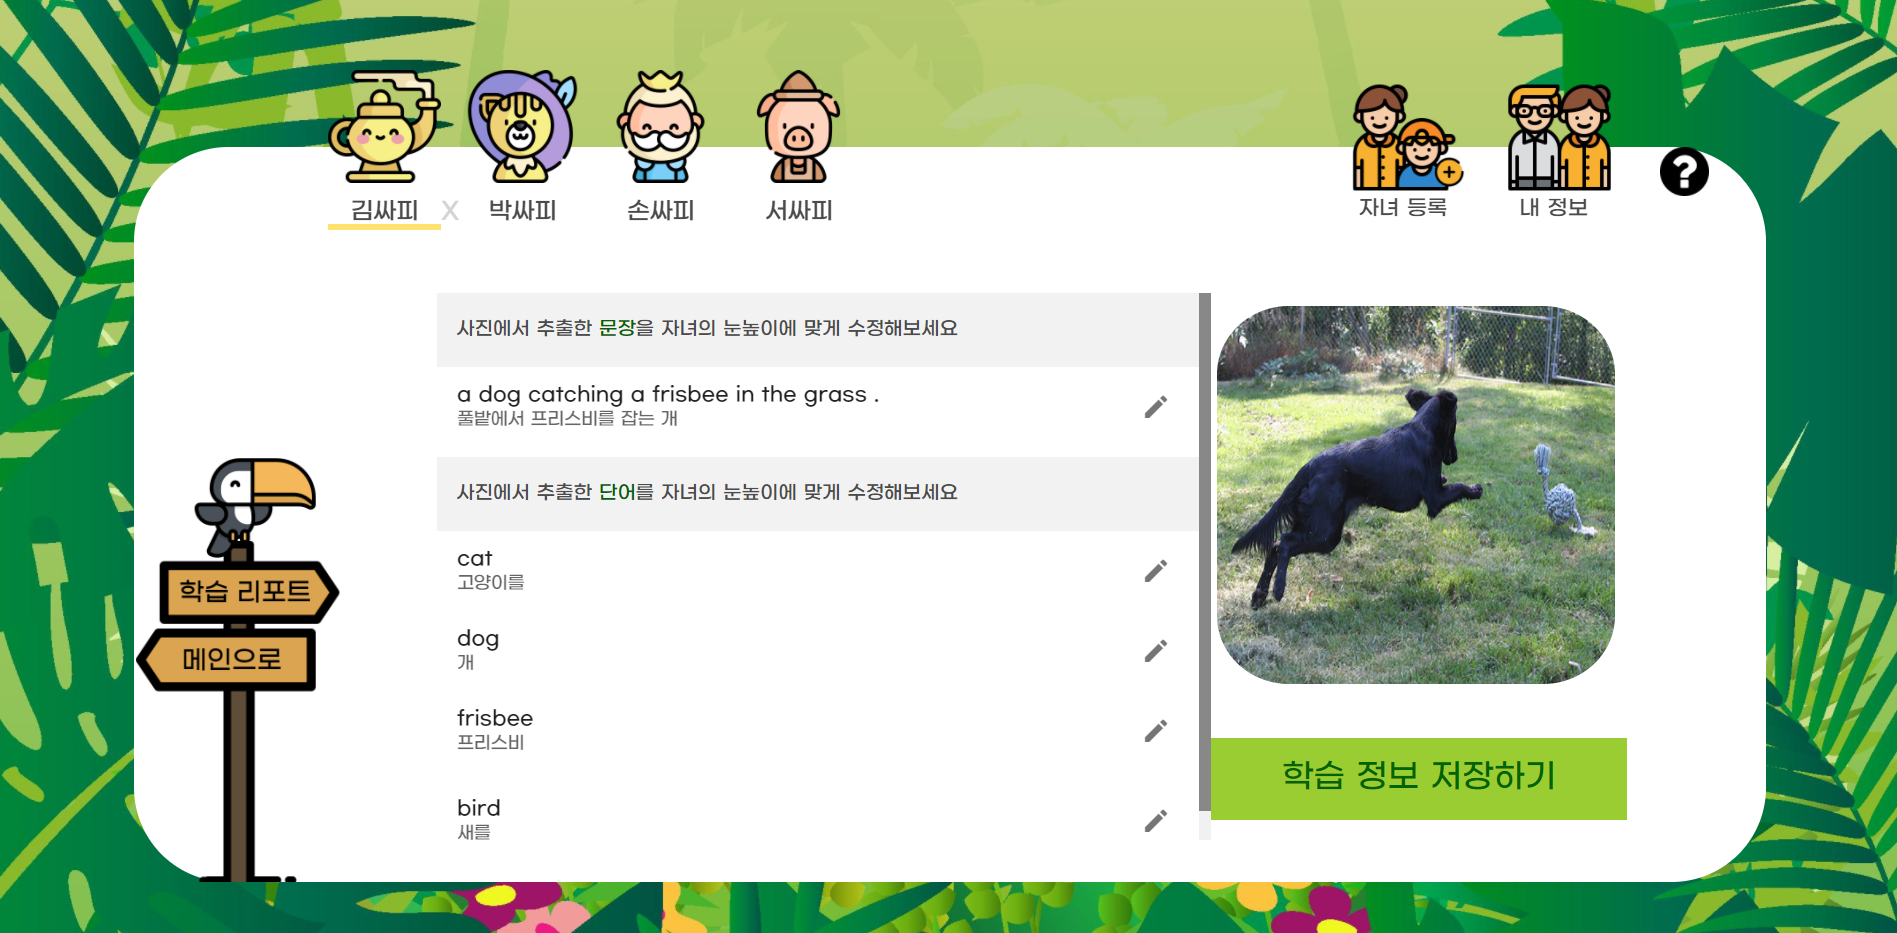 김싸피 X 박싸피 손싸피 서싸피 자녀 등록 내 정보 ?
사진에서 추출한 문장을 자녀의 눈높이에 맞게 수정해보세요
a dog catching a frisbee in the grass .
풀밭에서 프리스비를 잡는 개
사진에서 추출한 단어를 자녀의 눈높이에 맞게 수정해보세요
cat
고양이를
dog
개
frisbee
프리스비
bird
새를
학습 리포트
메인으로
학습 정보 저장하기